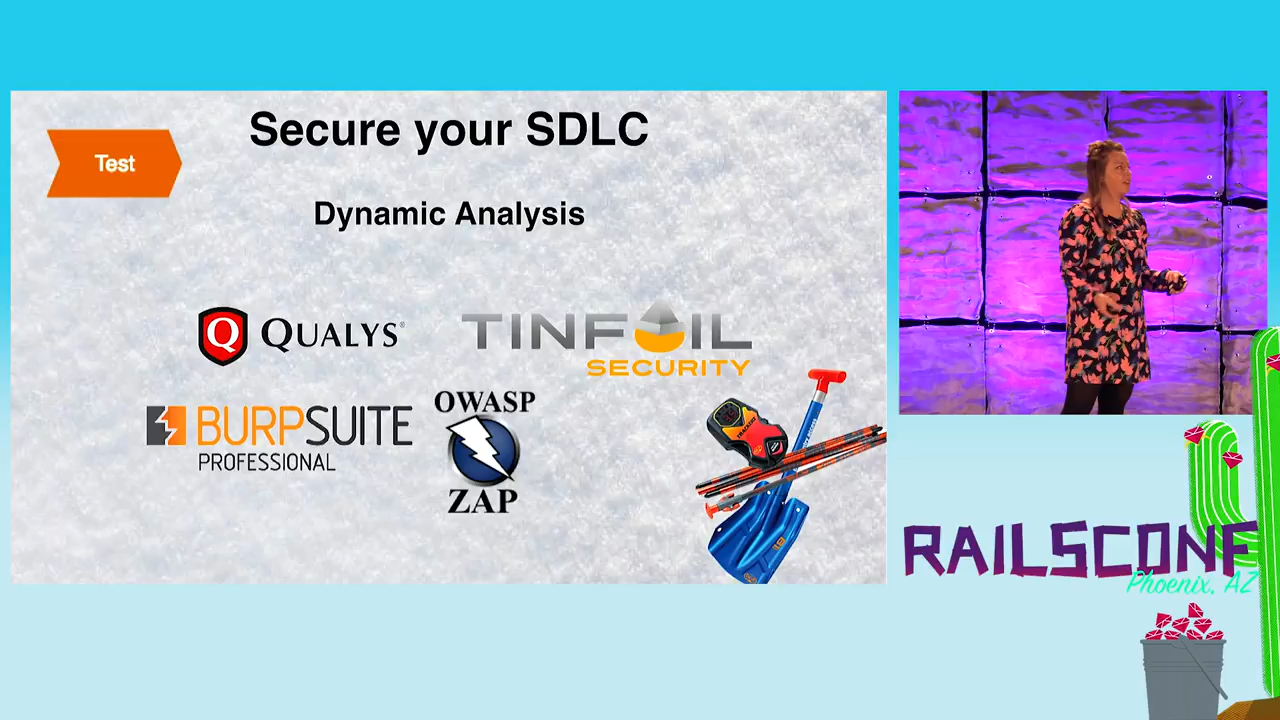 Secure your SDLC
Test
Dynamic Analysis
QUALYS®
TINFOIL
SECURITY
BURPSUITE
PROFESSIONAL
OWASP
ZAP
RAILSCONF
Phoenix, AZ